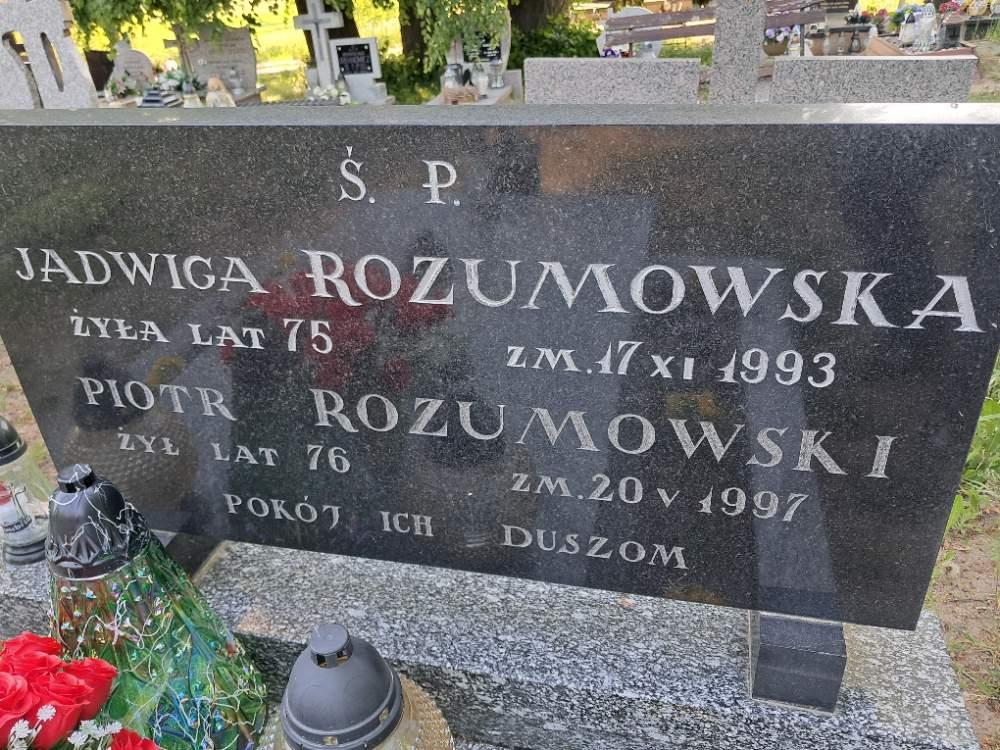 Ś. P.
JADWIGA ROZUMOWSKA
ŻYŁA LAT 75
ZM. 17 XI 1993
PIOTR ROZUMOWSKI
ŻYŁ LAT 76
ZM. 20 V 1997
POKÓJ ICH DUSZOM